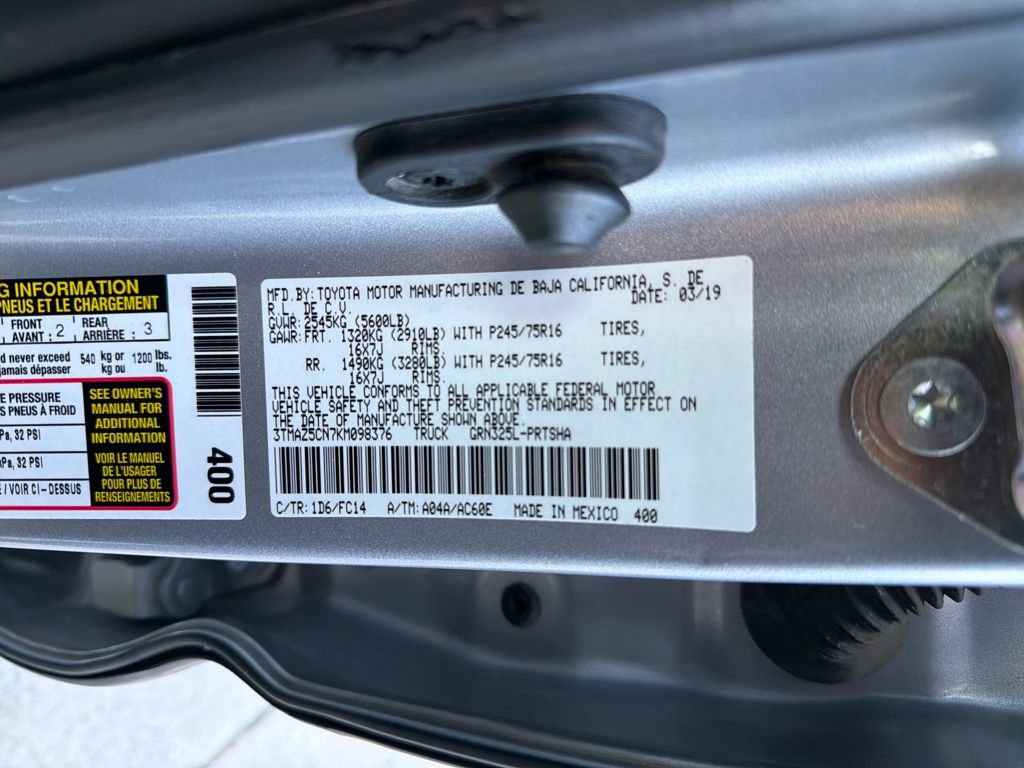 G INFORMATION
PNEUS ET LE CHARGEMENT
FRONT
AVANT : 2
REAR
ARRIÈRE : 3
d never exceed 540 kg or 1200 lbs.
jamais dépasser kg ou lb.
E PRESSURE
S PNEUS À FROID
Pa, 32 PSI
kPa, 32 PSI
E / VOIR CI - DESSUS
SEE OWNER'S
MANUAL FOR
ADDITIONAL
INFORMATION
VOIR LE MANUEL
DE L'USAGER
POUR PLUS DE
RENSEIGNEMENTS
400
MFD.BY:TOYOTA MOTOR MANUFACTURING DE BAJA CALIFORNIA, S. DE
R.L. DE C.V. DATE: 03/19
GVWR:2545KG (5600LB)
GAWR:FRT. 1320KG (2910LB) WITH P245/75R16 TIRES,
16X7J RIMS.
RR. 1490KG (3280LB) WITH P245/75R16 TIRES,
16X7J RIMS.
THIS VEHICLE CONFORMS TO ALL APPLICABLE FEDERAL MOTOR
VEHICLE SAFETY AND THEFT PREVENTION STANDARDS IN EFFECT ON
THE DATE OF MANUFACTURE SHOWN ABOVE.
3TMAZ5CN7KM098376 TRUCK GRN325L-PRTSHA
C/TR:1D6/FC14 A/TM:A04A/AC60E MADE IN MEXICO 400